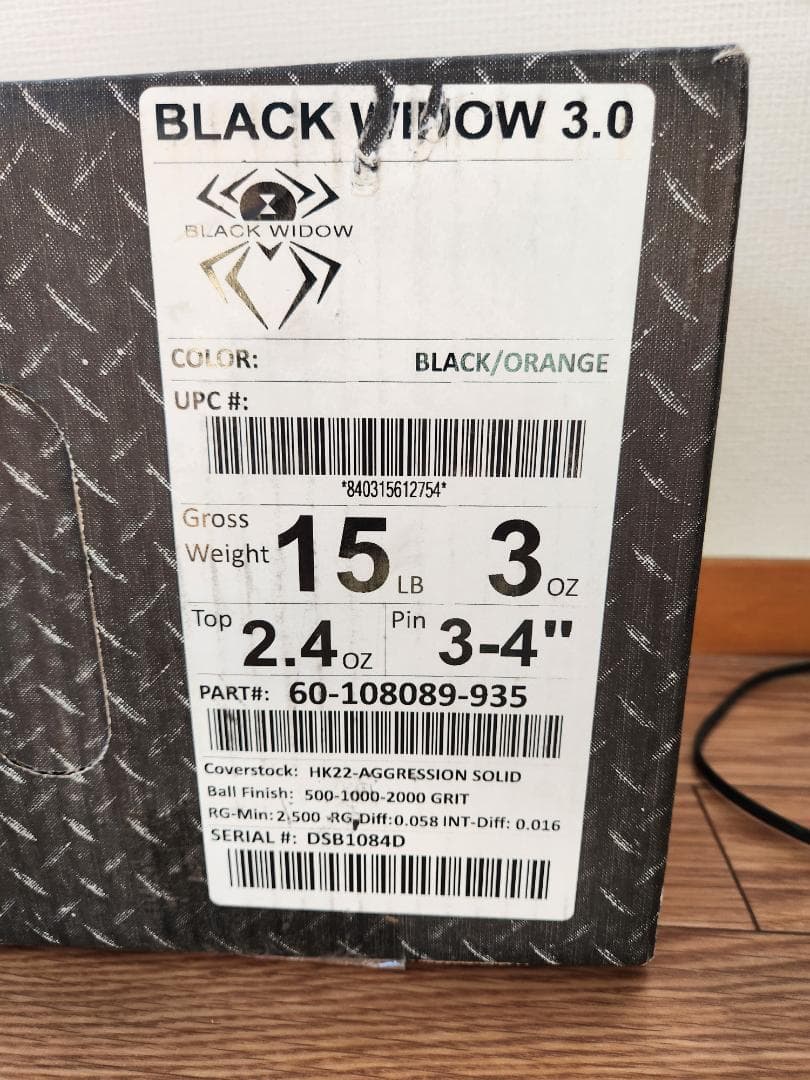 BLACK WIDOW 3.0
BLACK WIDOW
COLOR: BLACK/ORANGE
UPC #:
*840315612754*
Gross Weight 15 LB 3 OZ
Top 2.4 OZ Pin 3-4"
PART#: 60-108089-935
Coverstock: HK22-AGGRESSION SOLID
Ball Finish: 500-1000-2000 GRIT
RG-Min: 2.500 RG-Diff: 0.058 INT-Diff: 0.016
SERIAL #: DSB1084D